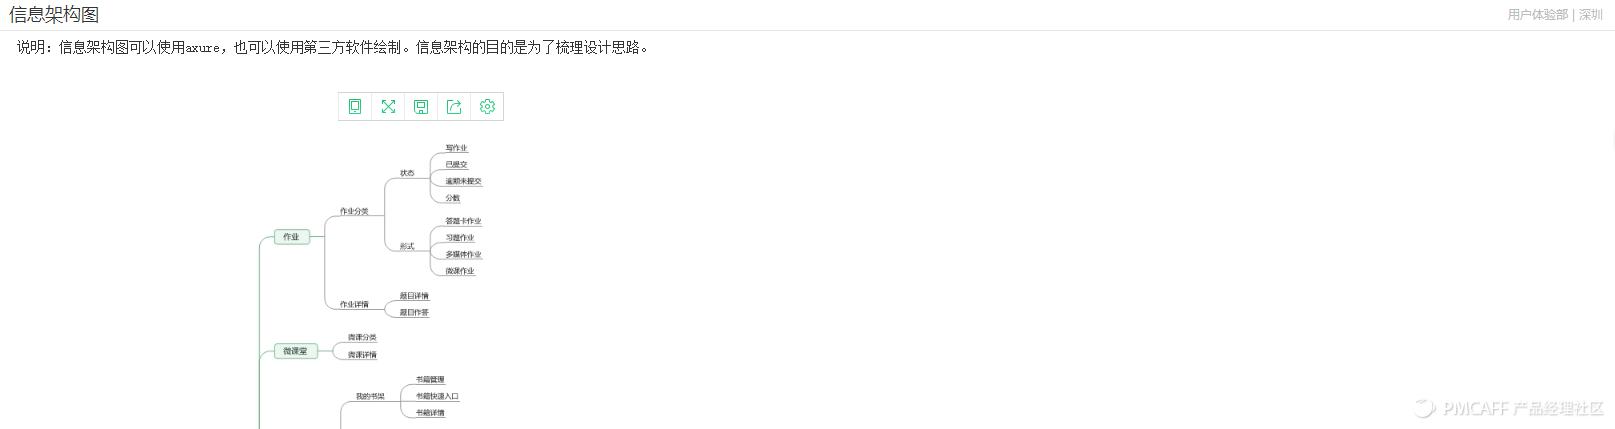 信息架构图
用户体验部 | 深圳
说明：信息架构图可以使用axure，也可以使用第三方软件绘制。信息架构的目的是为了梳理设计思路。
写作业
已提交
逾期未提交
分数
状态
作业分类
答题卡作业
习题作业
多媒体作业
微课作业
形式
作业
作业详情
题目详情
题目作答
微课堂
微课分类
微课详情
我的书架
书籍管理
书籍快速入口
书籍详情
PMCAFF 产品经理社区